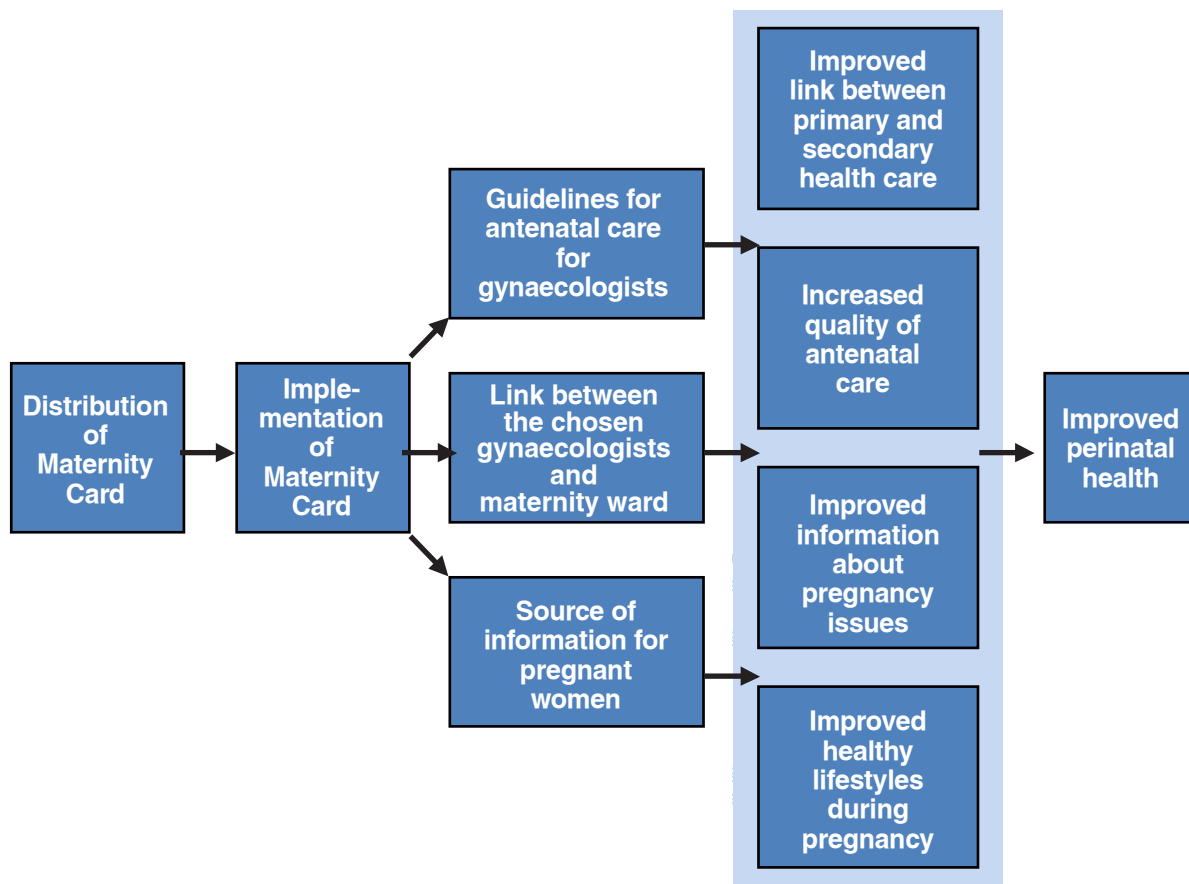 Distribution
of
Maternity
Card
Imple-
mentation
of
Maternity
Card
Guidelines for
antenatal care
for
gynaecologists
Link between
the chosen
gynaecologists
and
maternity ward
Source of
information for
pregnant
women
Improved
link between
primary and
secondary
health care
Increased
quality of
antenatal
care
Improved
information
about
pregnancy
issues
Improved
healthy
lifestyles
during
pregnancy
Improved
perinatal
health